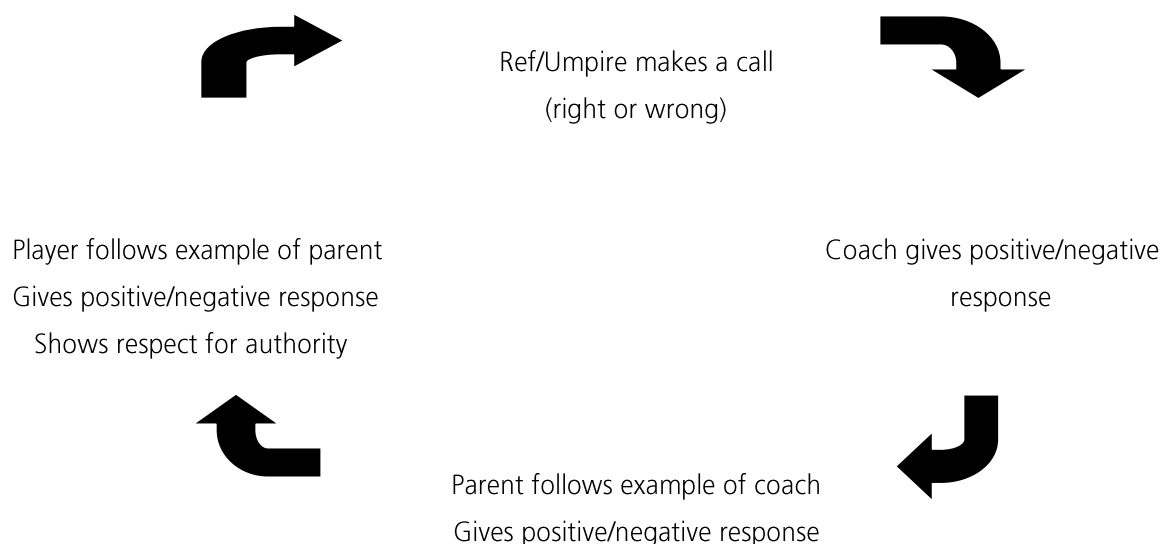 Ref/Umpire makes a call
(right or wrong)
Coach gives positive/negative
response
Parent follows example of coach
Gives positive/negative response
Player follows example of parent
Gives positive/negative response
Shows respect for authority